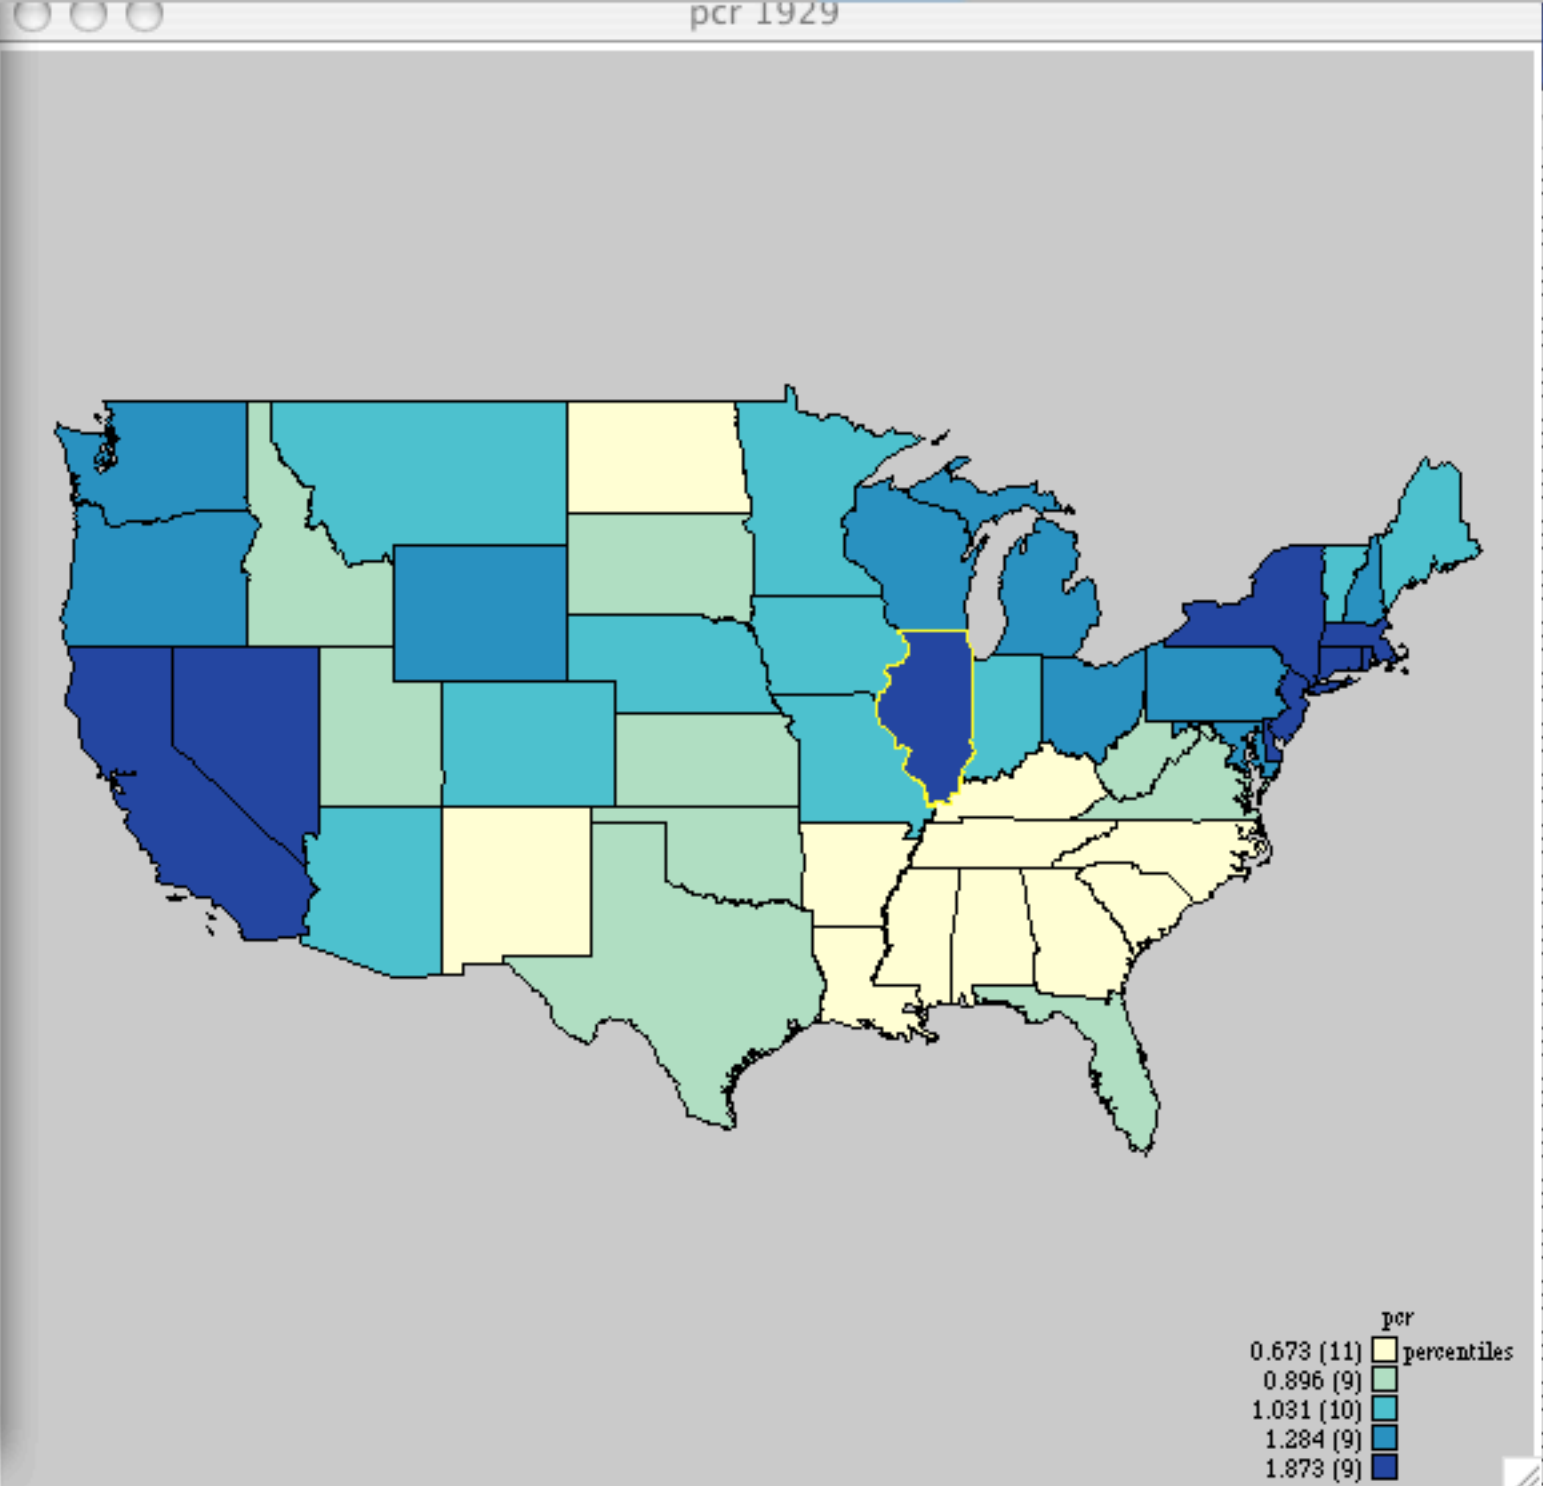 pcr 1929
pcr
0.673 (11) percentiles
0.896 (9)
1.031 (10)
1.284 (9)
1.873 (9)